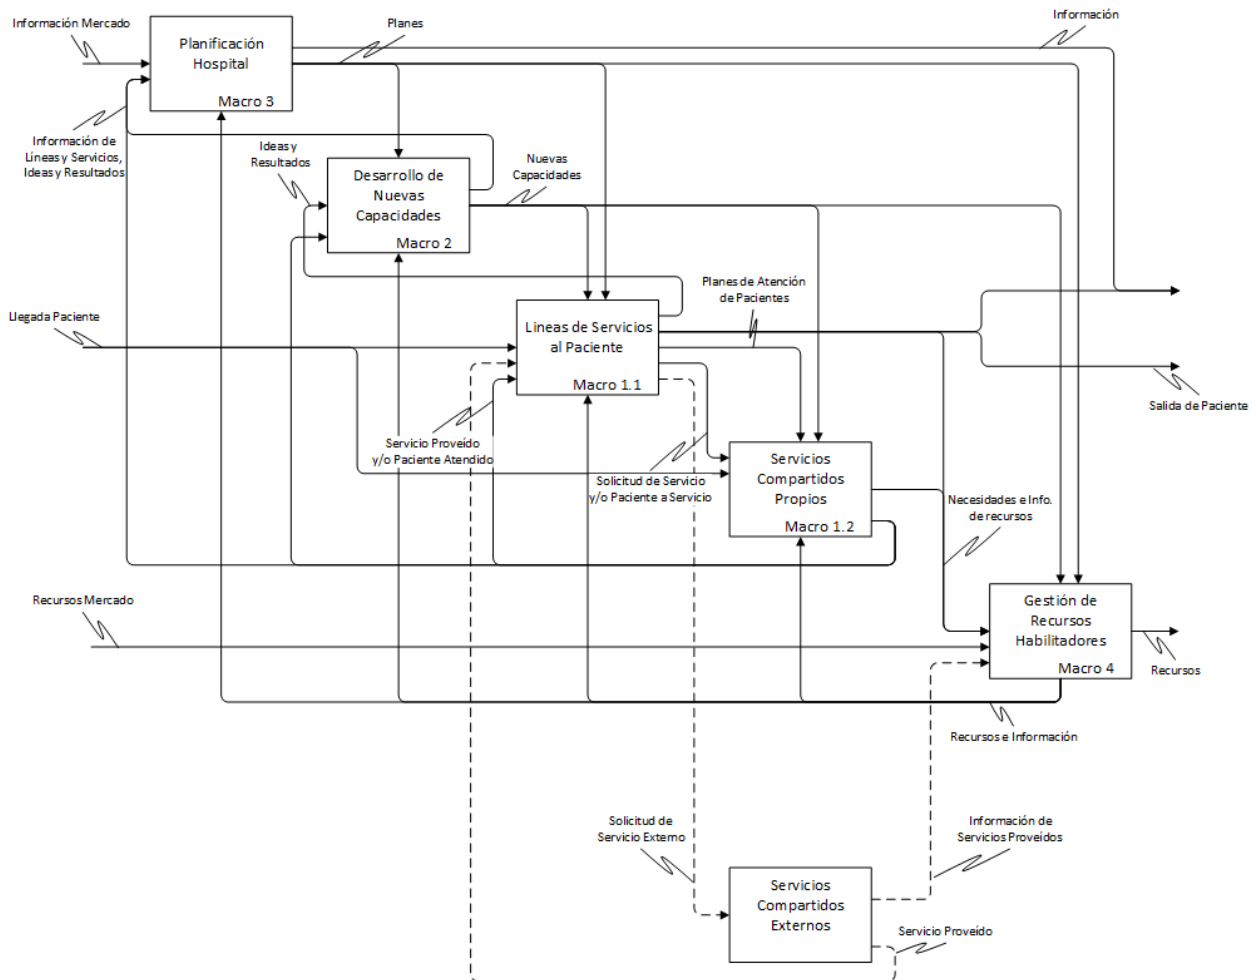 Información Mercado
Planificación
Hospital
Macro 3
Planes
Información
Información de
Líneas y Servicios,
Ideas y Resultados
Ideas y
Resultados
Desarrollo de
Nuevas
Capacidades
Macro 2
Nuevas
Capacidades
Llegada Paciente
Lineas de Servicios
al Paciente
Macro 1.1
Planes de Atención
de Pacientes
Salida de Paciente
Servicio Proveído
y/o Paciente Atendido
Solicitud de Servicio
y/o Paciente a Servicio
Servicios
Compartidos
Propios
Macro 1.2
Necesidades e Info.
de recursos
Recursos Mercado
Gestión de
Recursos
Habilitadores
Macro 4
Recursos
Recursos e Información
Solicitud de
Servicio Externo
Información de
Servicios Proveídos
Servicios
Compartidos
Externos
Servicio Proveído